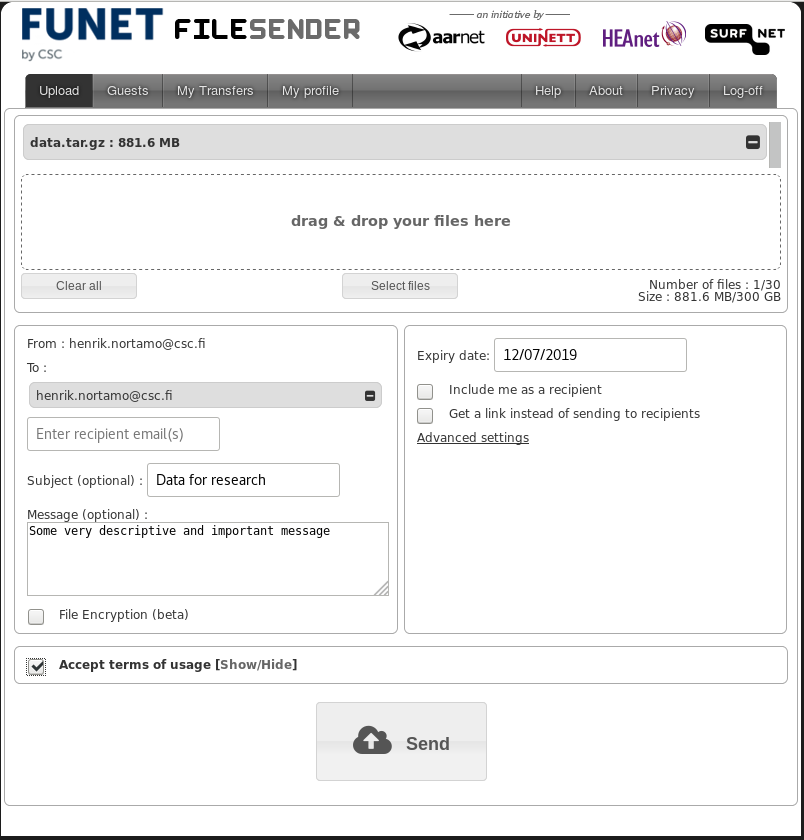 FUNET FILESENDER
by CSC
an initiative by
aarnet UNINETT HEAnet SURF NET
Upload Guests My Transfers My profile Help About Privacy Log-off
data.tar.gz : 881.6 MB
drag & drop your files here
Clear all Select files Number of files : 1/30
Size : 881.6 MB/300 GB
From : henrik.nortamo@csc.fi
To :
henrik.nortamo@csc.fi
Enter recipient email(s)
Subject (optional) : Data for research
Message (optional) :
Some very descriptive and important message
File Encryption (beta)
Expiry date: 12/07/2019
Include me as a recipient
Get a link instead of sending to recipients
Advanced settings
Accept terms of usage [Show/Hide]
Send